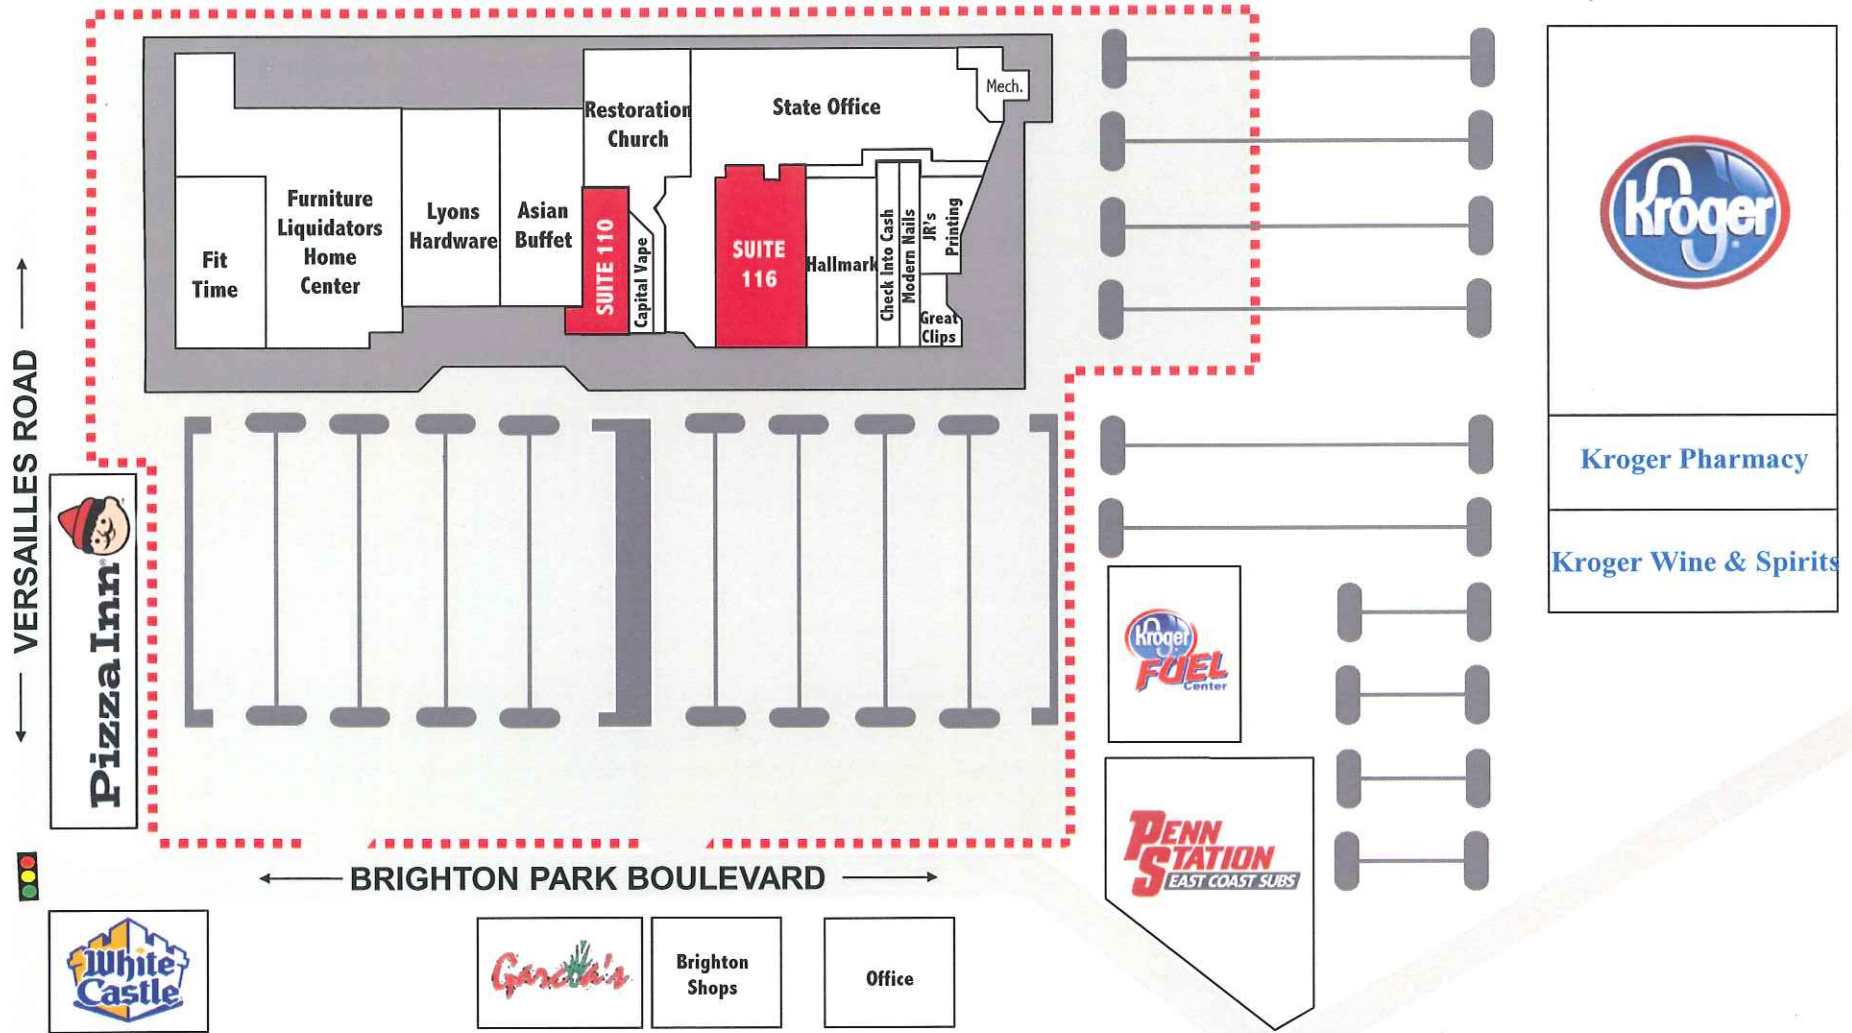 Mech.
Restoration
Church
State Office
Furniture
Liquidators
Home
Center
Lyons
Hardware
Asian
Buffet
Fit
Time
SUITE 110
Capital Vape
SUITE
116
Hallmark
Check Into Cash
Modern Nails
JR's
Printing
Great
Clips
Kroger
Kroger Pharmacy
Kroger Wine & Spirits
VERSAILLES ROAD
Pizza Inn
Kroger
FUEL
Center
PENN
STATION
EAST COAST SUBS
BRIGHTON PARK BOULEVARD
White
Castle
Garcia's
Brighton
Shops
Office